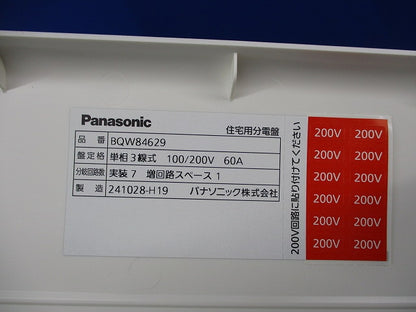 Panasonic 住宅用分電盤
品番 BQW84629
盤定格 単相3線式 100/200V 60A
分岐回路数 実装7 増回路スペース1
製造 241028-H19 パナソニック株式会社
200V回路に貼り付けてください
200V 200V
200V 200V
200V 200V
200V 200V
200V 200V
200V 200V